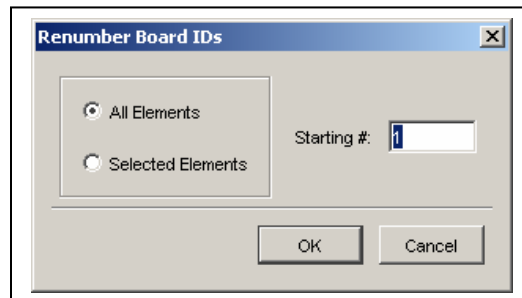 Renumber Board IDs
All Elements
Starting #: 1
Selected Elements
OK Cancel